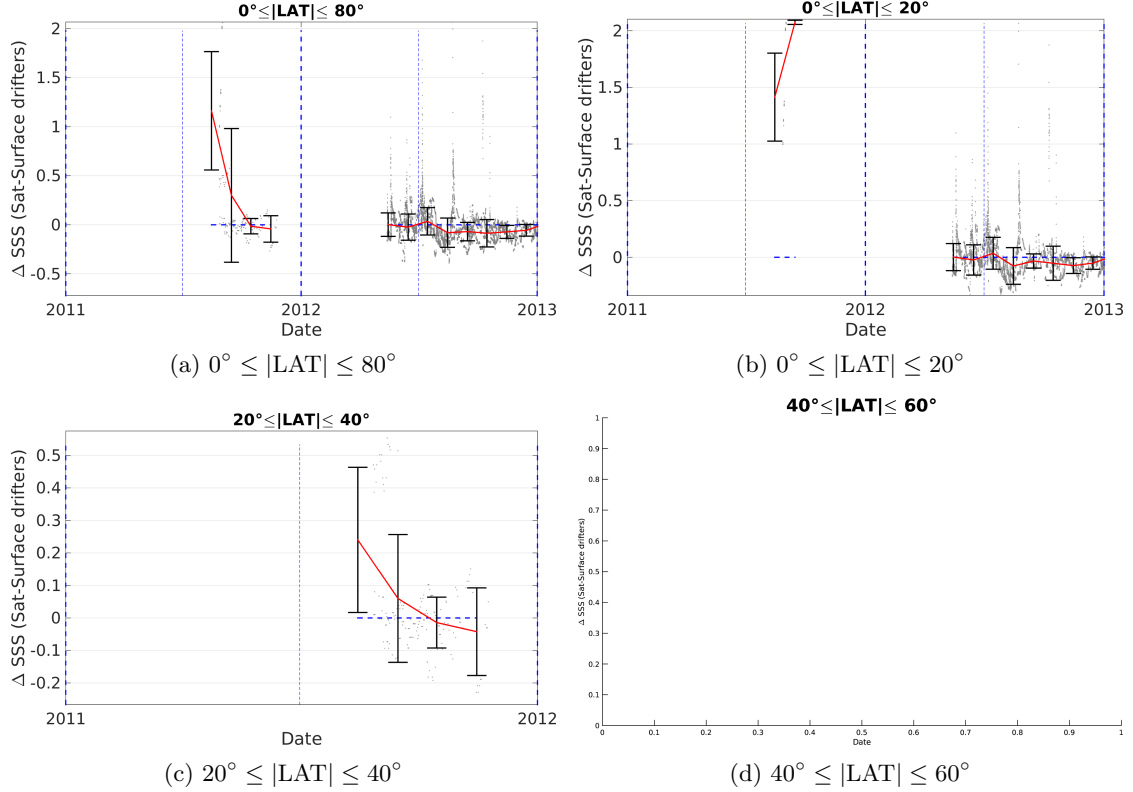 0°≤|LAT|≤ 80°
Δ SSS (Sat-Surface drifters)
2
1.5
1
0.5
0
-0.5
2011 2012 2013
Date
(a) 0° ≤ |LAT| ≤ 80°
0°≤|LAT|≤ 20°
Δ SSS (Sat-Surface drifters)
2
1.5
1
0.5
0
2011 2012 2013
Date
(b) 0° ≤ |LAT| ≤ 20°
20°≤|LAT|≤ 40°
Δ SSS (Sat-Surface drifters)
0.5
0.4
0.3
0.2
0.1
0
-0.1
-0.2
2011 2012
Date
(c) 20° ≤ |LAT| ≤ 40°
40°≤|LAT|≤ 60°
Δ SSS (Sat-Surface drifters)
1
0.9
0.8
0.7
0.6
0.5
0.4
0.3
0.2
0.1
0
0 0.1 0.2 0.3 0.4 0.5 0.6 0.7 0.8 0.9 1
Date
(d) 40° ≤ |LAT| ≤ 60°